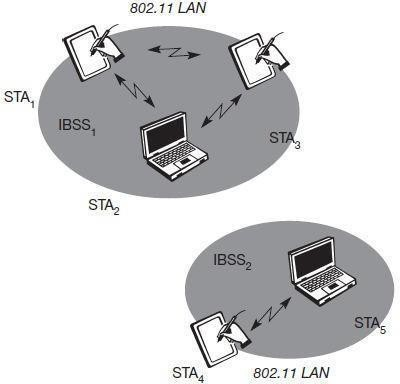 802.11 LAN
STA₁
IBSS₁
STA₃
STA₂
IBSS₂
STA₅
STA₄
802.11 LAN